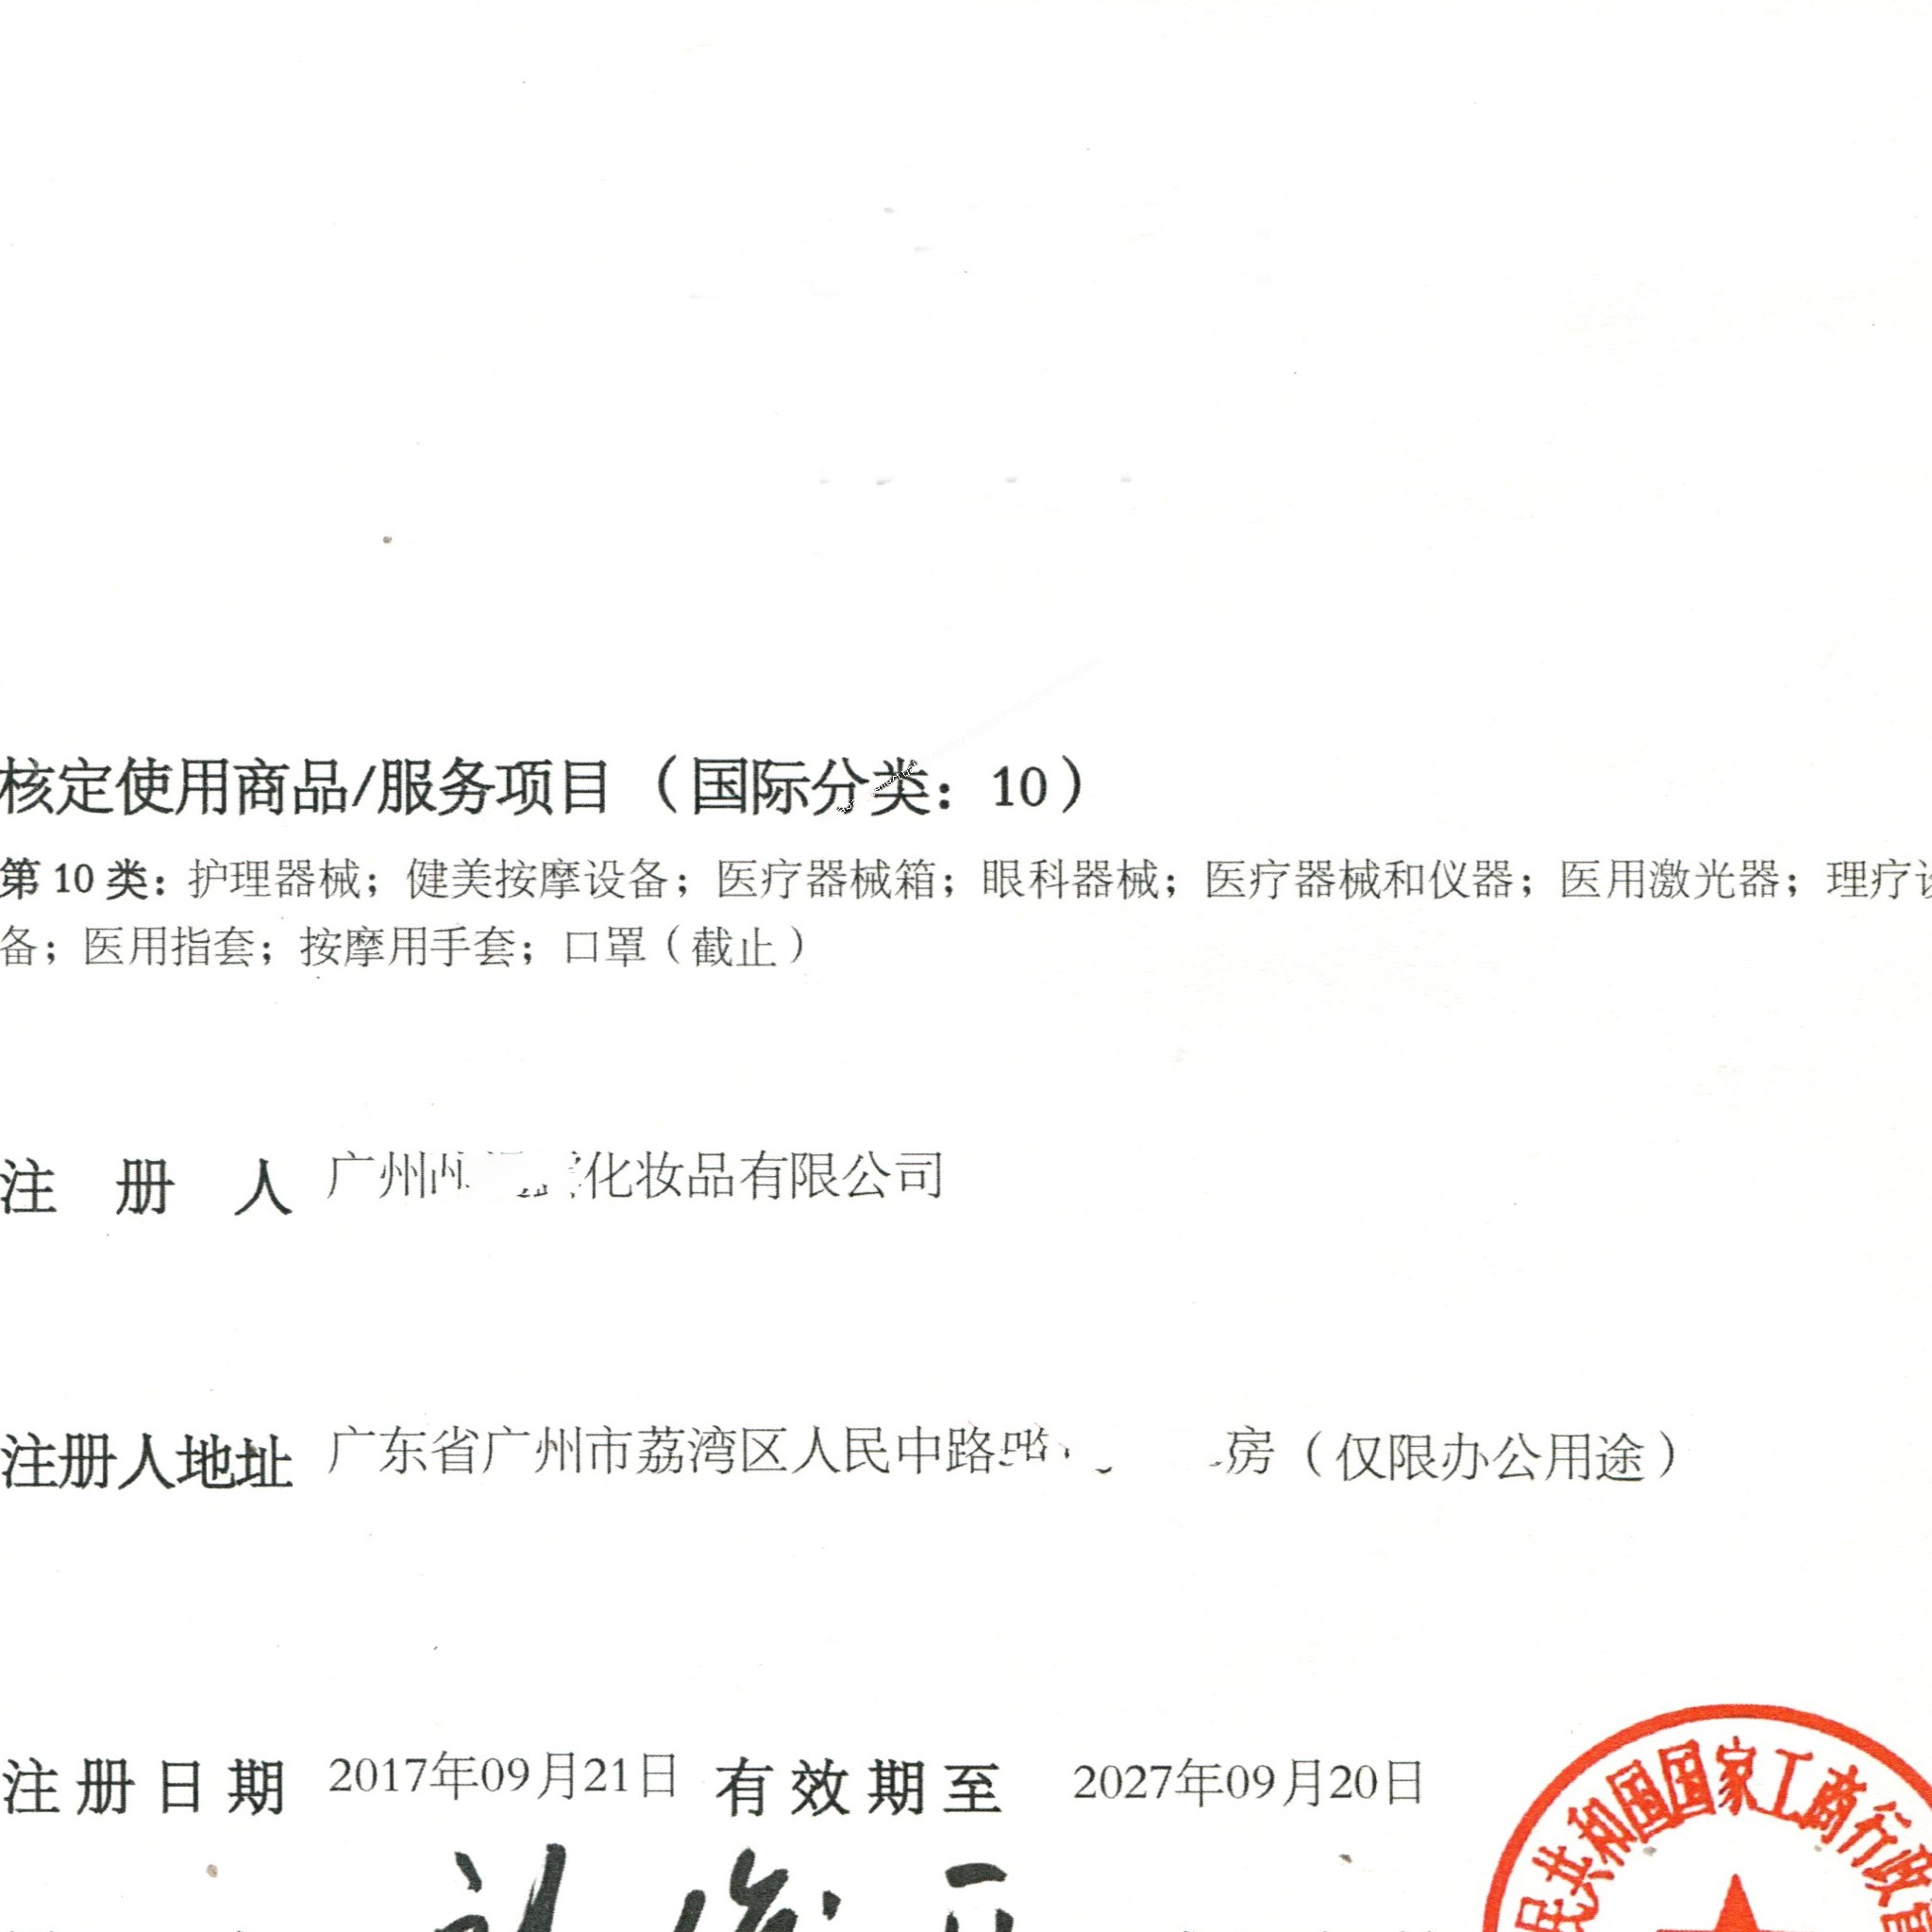 核定使用商品/服务项目（国际分类：10）
第 10 类：护理器械；健美按摩设备；医疗器械箱；眼科器械；医疗器械和仪器；医用激光器；理疗设
备；医用指套；按摩用手套；口罩（截止）
注 册 人 广州 化妆品有限公司
注册人地址 广东省广州市荔湾区人民中路 房（仅限办公用途）
注 册 日 期 2017年09月21日 有 效 期 至 2027年09月20日
民共和国国家工商行政管